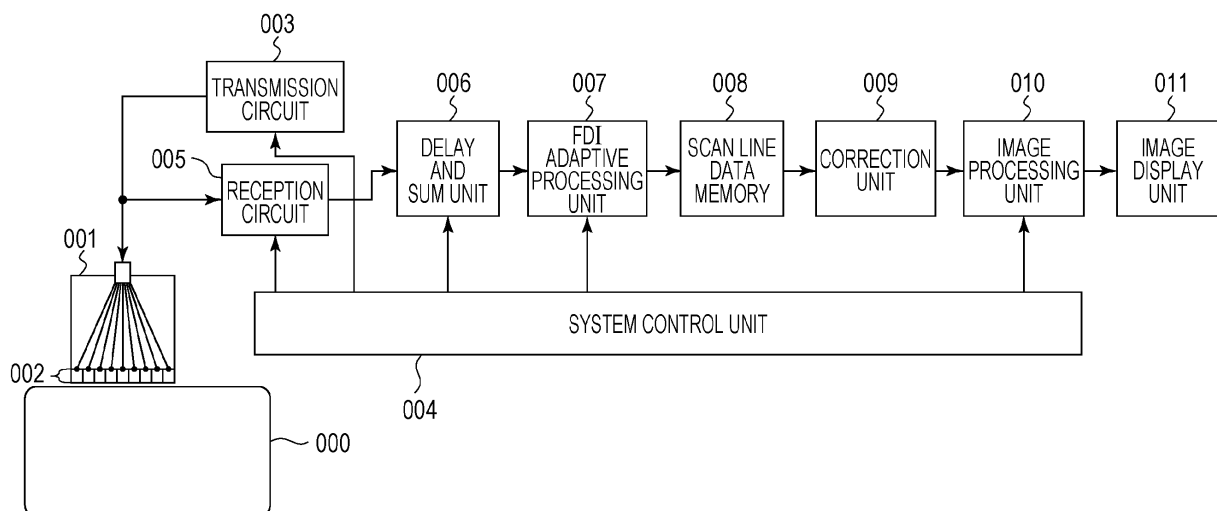 003
TRANSMISSION
CIRCUIT
005
RECEPTION
CIRCUIT
006
DELAY
AND
SUM UNIT
007
FDI
ADAPTIVE
PROCESSING
UNIT
008
SCAN LINE
DATA
MEMORY
009
CORRECTION
UNIT
010
IMAGE
PROCESSING
UNIT
011
IMAGE
DISPLAY
UNIT
001
002
SYSTEM CONTROL UNIT
004
000